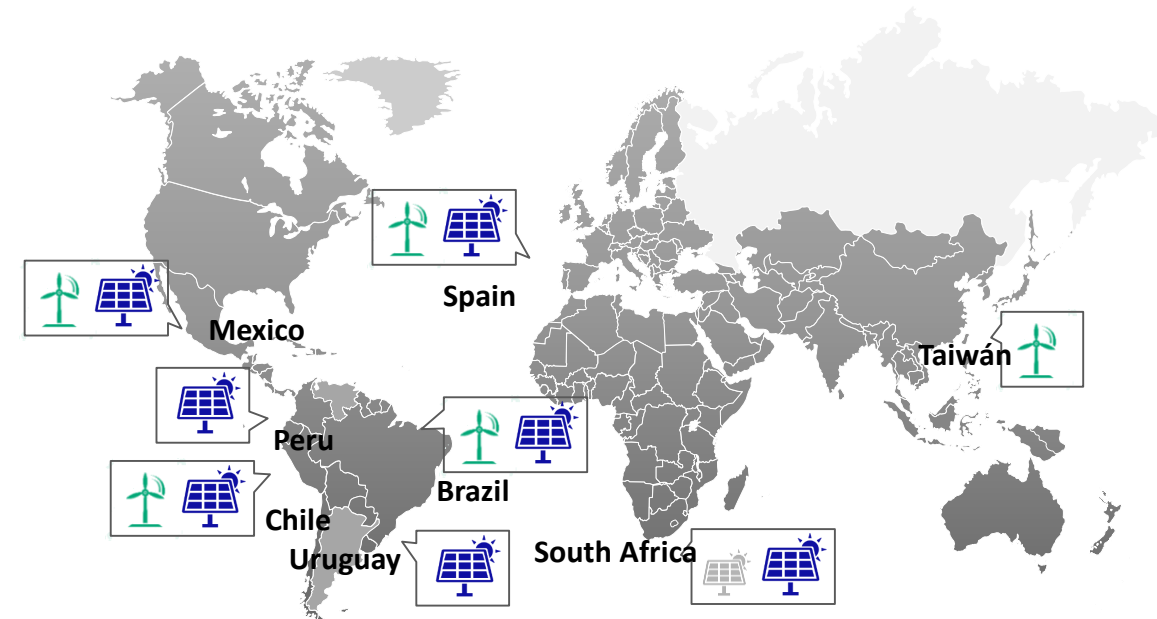 Spain
Mexico
Taiwán
Peru
Brazil
Chile
South Africa
Uruguay